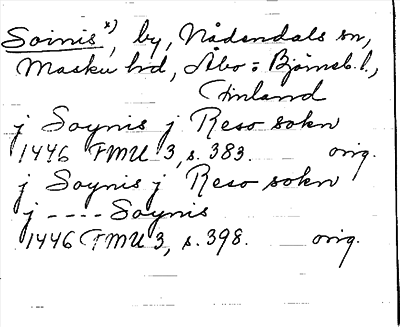 Soinis x), by, Nådendals sn,
Masku hd, Åbo = Björneb. l.,
Finland
j Soynis j Reso sokn
1446 FMU 3, s. 383. orig.
j Soynis j Reso sokn
j ---- Soynis
1446 FMU 3, s. 398. orig.